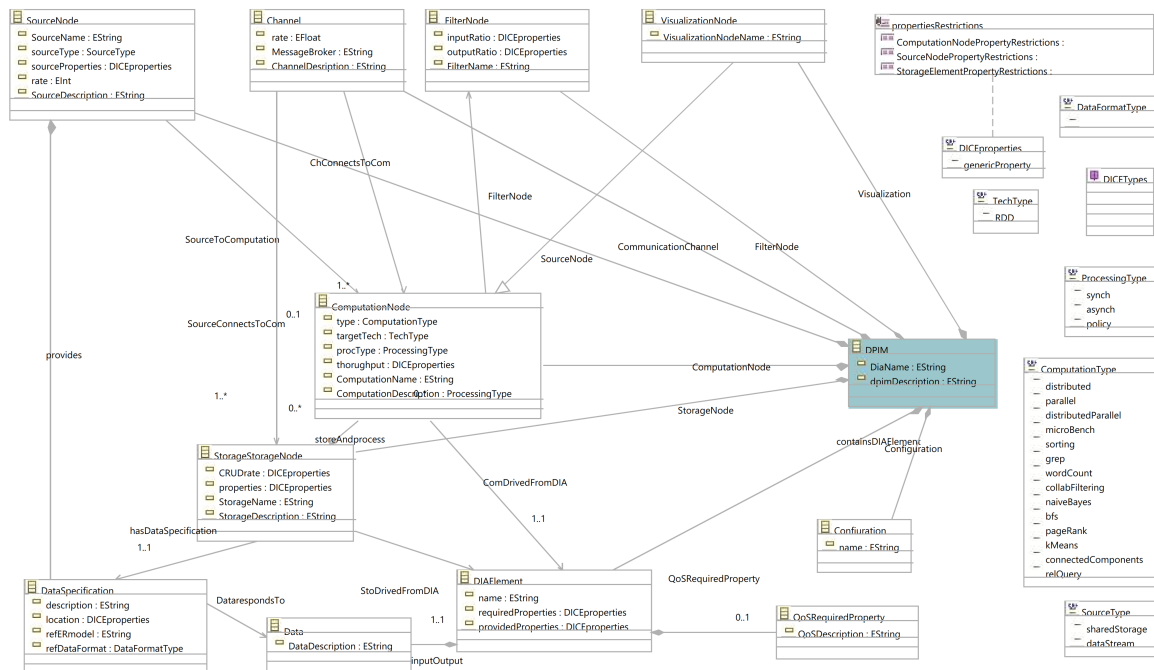 SourceNode
SourceName : EString
sourceType : SourceType
sourceProperties : DICEproperties
rate : EInt
SourceDescription : EString
Channel
rate : EFloat
MessageBroker : EString
ChannelDesription : EString
FilterNode
inputRatio : DICEproperties
outputRatio : DICEproperties
FilterName : EString
VisualizationNode
VisualizationNodeName : EString
propertiesRestrictions
ComputationNodePropertyRestrictions :
SourceNodePropertyRestrictions :
StorageElementPropertyRestrictions :
DataFormatType
DICEproperties
genericProperty
DICETypes
TechType
RDD
ChConnectsToCom
FilterNode
Visualization
SourceToComputation
CommunicationChannel
FilterNode
SourceNode
ProcessingType
synch
asynch
policy
1..*
0..1
SourceConnectsToCom
provides
ComputationNode
type : ComputationType
targetTech : TechType
procType : ProcessingType
thorughput : DICEproperties
ComputationName : EString
ComputationDescription : ProcessingType
ComputationNode
DPIM
DiaName : EString
dpimDescription : EString
ComputationType
distributed
parallel
distributedParallel
microBench
sorting
grep
wordCount
collabFiltering
naiveBayes
bfs
pageRank
kMeans
connectedComponents
relQuery
1..*
0..*
StorageNode
storeAndprocess
containsDIAElement
Configuration
StorageStorageNode
CRUDrate : DICEproperties
properties : DICEproperties
StorageName : EString
StorageDescription : EString
ComDrivedFromDIA
1..1
hasDataSpecification
1..1
Confiuration
name : EString
DataSpecification
description : EString
location : DICEproperties
refERmodel : EString
refDataFormat : DataFormatType
DatarespondsTo
StoDrivedFromDIA
1..1
DIAElement
name : EString
requiredProperties : DICEproperties
providedProperties : DICEproperties
QoSRequiredProperty
0..1
QoSRequiredProperty
QoSDescription : EString
Data
DataDescription : EString
inputOutput
SourceType
sharedStorage
dataStream